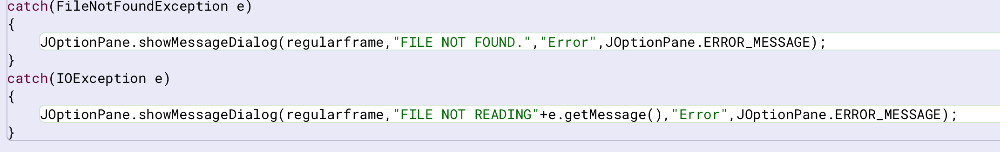 catch(FileNotFoundException e)
{
JOptionPane.showMessageDialog(regularframe,"FILE NOT FOUND.","Error",JOptionPane.ERROR_MESSAGE);
}
catch(IOException e)
{
JOptionPane.showMessageDialog(regularframe,"FILE NOT READING"+e.getMessage(),"Error",JOptionPane.ERROR_MESSAGE);
}